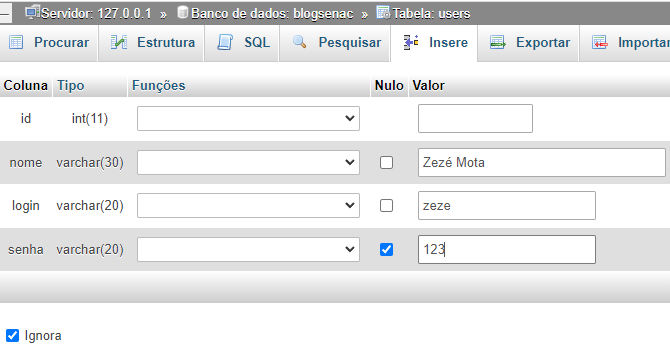 Servidor: 127.0.0.1 » Banco de dados: blogsenac » Tabela: users
Procurar Estrutura SQL Pesquisar Insere Exportar Importar
Coluna Tipo Funções Nulo Valor
id int(11)
nome varchar(30) Zezé Mota
login varchar(20) zeze
senha varchar(20) 123
Ignora